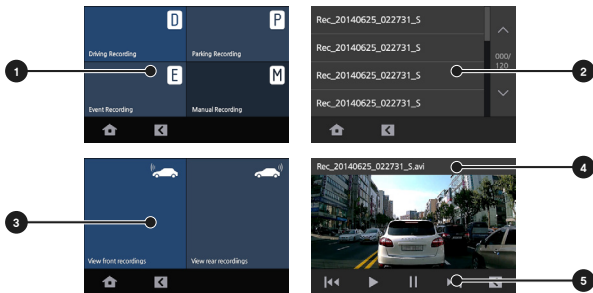 D
P
Driving Recording
Parking Recording
E
M
Event Recording
Manual Recording
1
Rec_20140625_022731_S
Rec_20140625_022731_S
Rec_20140625_022731_S
Rec_20140625_022731_S
000/
120
2
View front recordings
View rear recordiings
3
Rec_20140625_022731_S.avi
4
5